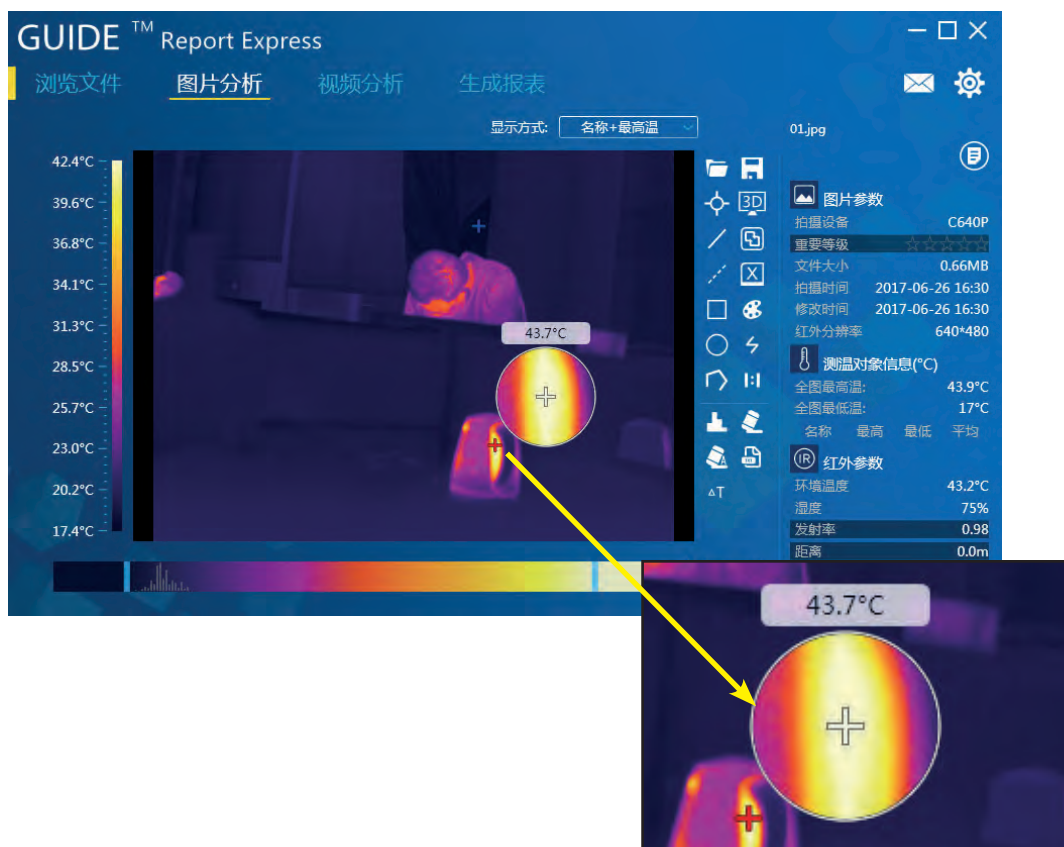 GUIDE ™ Report Express
浏览文件 图片分析 视频分析 生成报表
显示方式: 名称+最高温
01.jpg
42.4°C
39.6°C
36.8°C
34.1°C
31.3°C
28.5°C
25.7°C
23.0°C
20.2°C
17.4°C
43.7°C
3D
X
A
ΔT
图片参数
拍摄设备 C640P
重要等级
文件大小 0.66MB
拍摄时间 2017-06-26 16:30
修改时间 2017-06-26 16:30
红外分辨率 640*480
测温对象信息(°C)
全图最高温: 43.9°C
全图最低温: 17°C
名称 最高 最低 平均
IR 红外参数
环境温度 43.2°C
湿度 75%
发射率 0.98
距离 0.0m
43.7°C